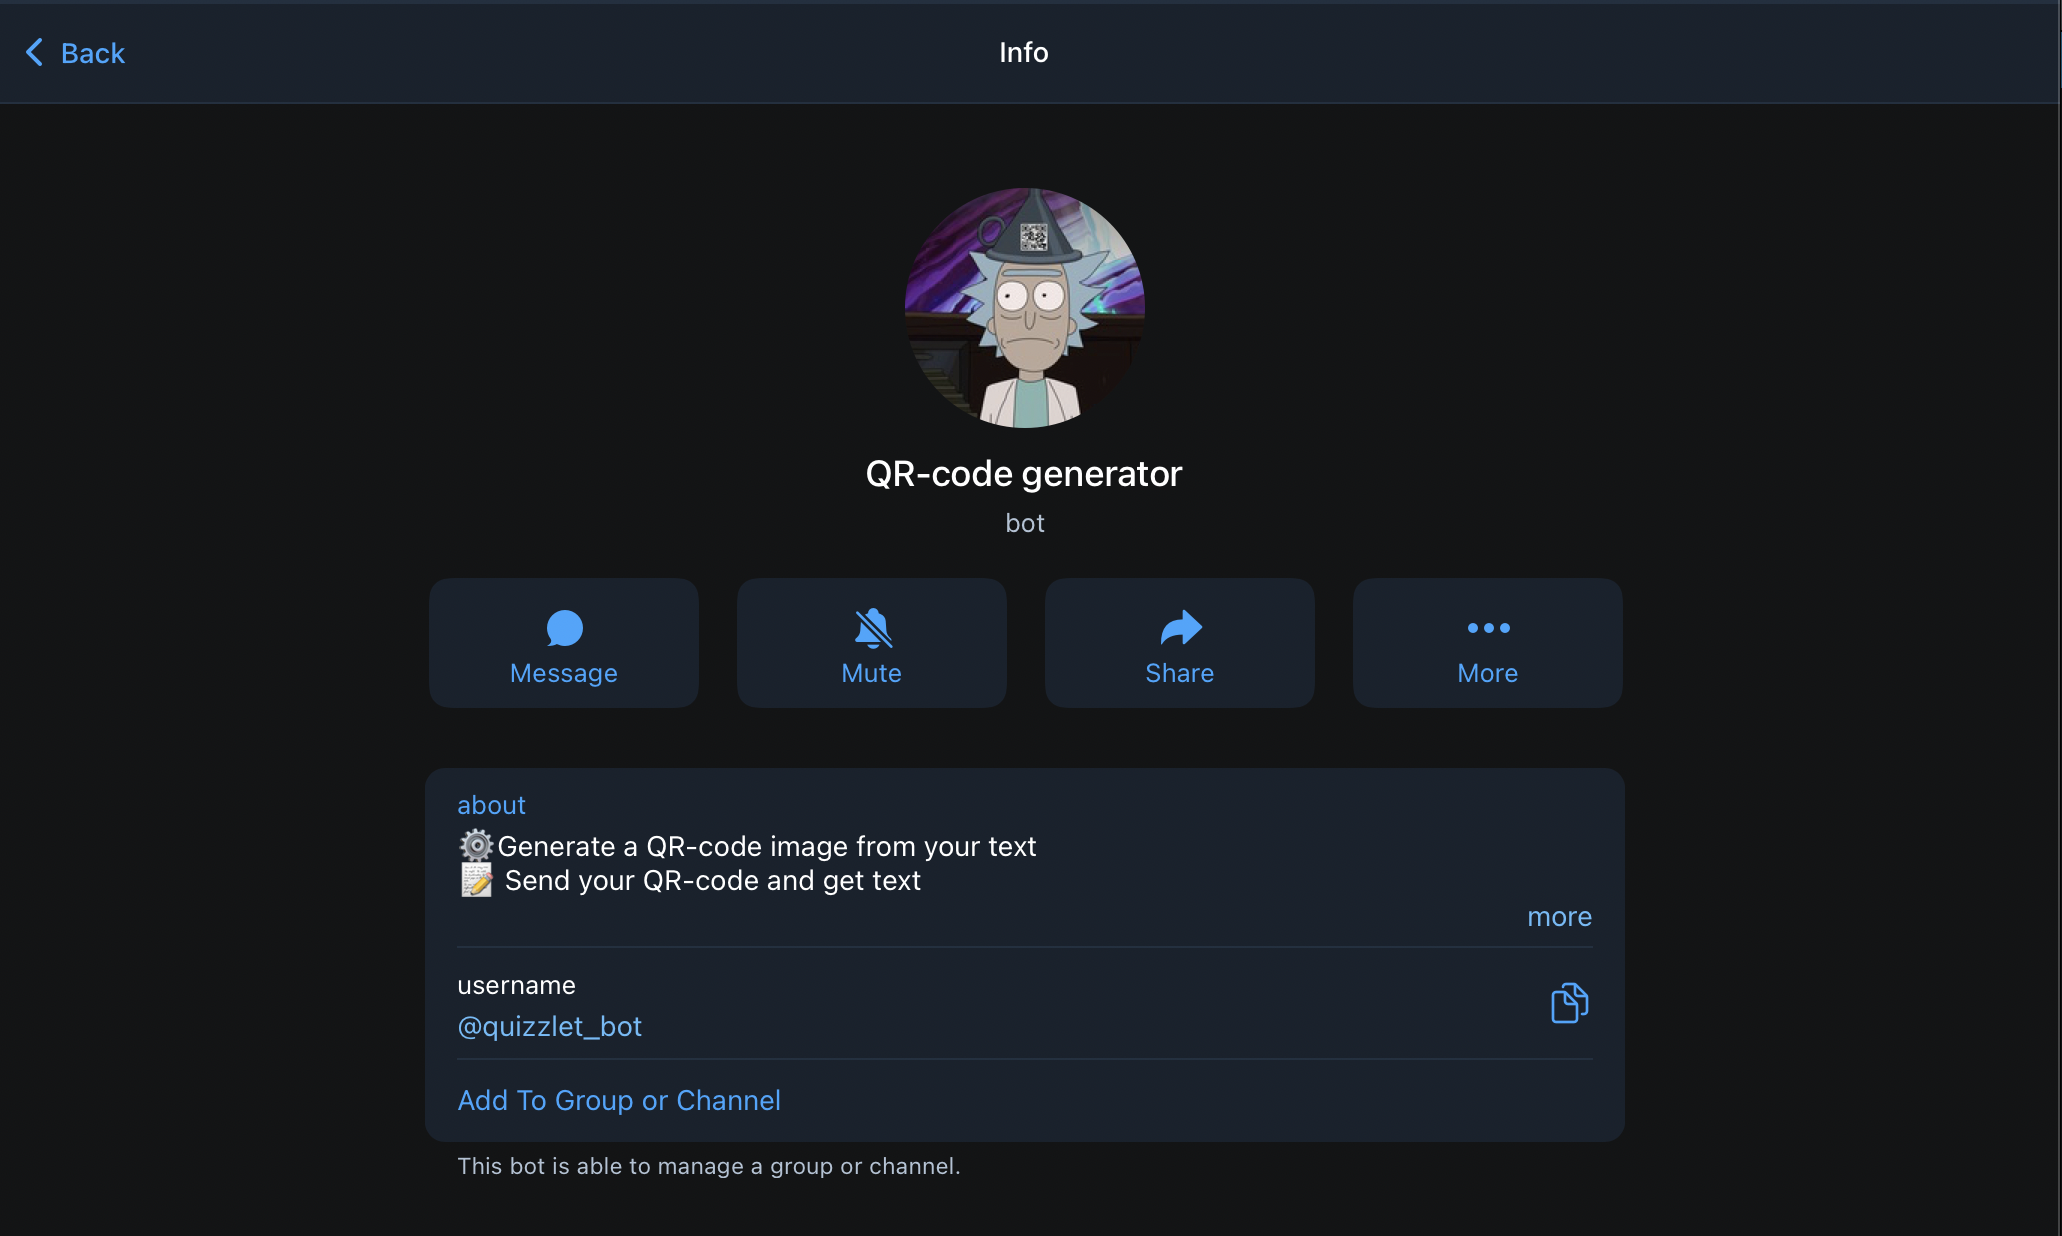 Back
Info
QR-code generator
bot
Message
Mute
Share
More
about
⚙️Generate a QR-code image from your text
📝 Send your QR-code and get text
more
username
@quizzlet_bot
Add To Group or Channel
This bot is able to manage a group or channel.